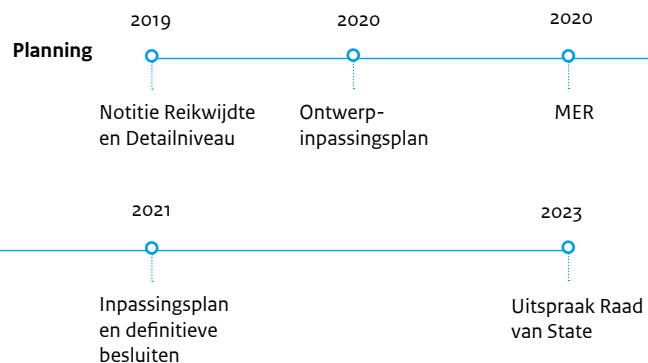 2019
2020
2020
Planning
Notitie Reikwijdte
en Detailniveau
Ontwerp-
inpassingsplan
MER
2021
2023
Inpassingsplan
en definitieve
besluiten
Uitspraak Raad
van State